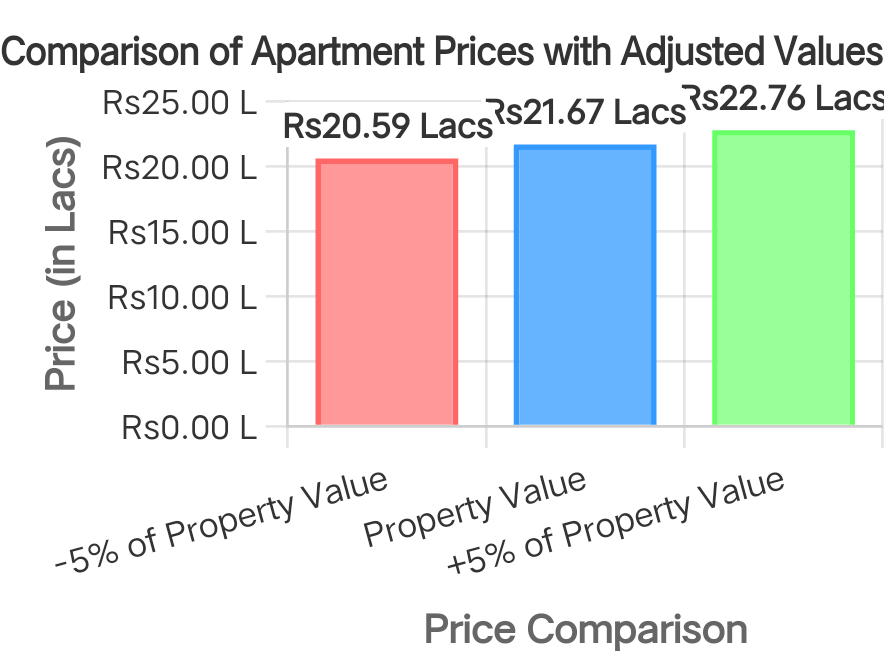 Comparison of Apartment Prices with Adjusted Values
Rs25.00 L
Rs20.00 L
Rs15.00 L
Rs10.00 L
Rs5.00 L
Rs0.00 L
Price (in Lacs)
Rs20.59 Lacs
Rs21.67 Lacs
Rs22.76 Lacs
-5% of Property Value
Property Value
+5% of Property Value
Price Comparison